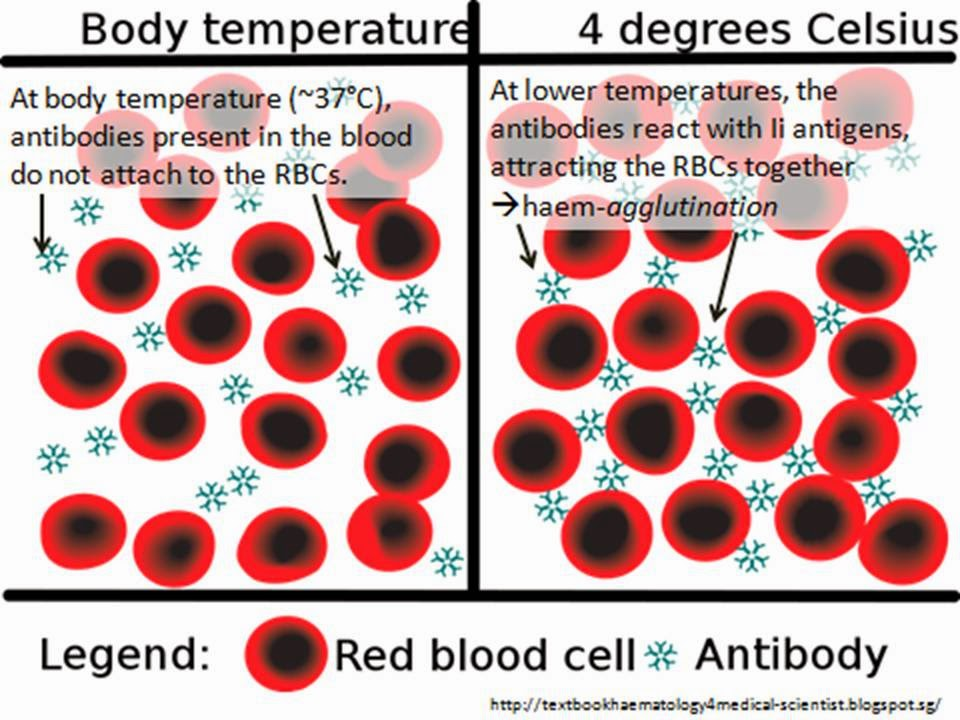 Body temperature
4 degrees Celsius
At body temperature (~37°C),
antibodies present in the blood
do not attach to the RBCs.
At lower temperatures, the
antibodies react with Ii antigens,
attracting the RBCs together
→haem-agglutination
Legend:
Red blood cell
Antibody
http://textbookhaematology4medical-scientist.blogspot.sg/